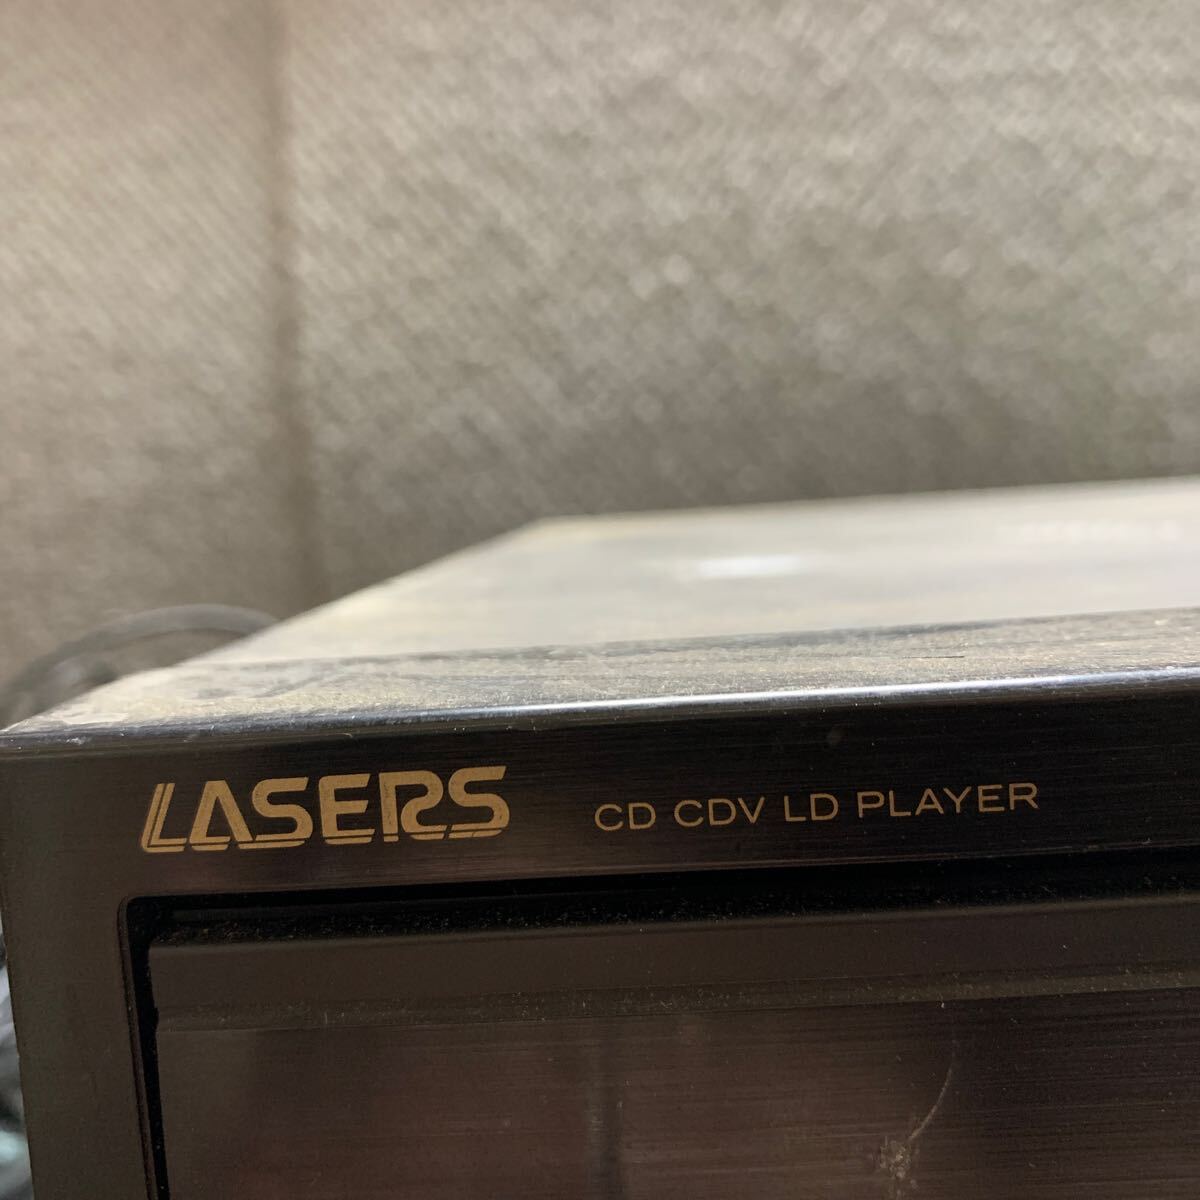 LASERS CD CDV LD PLAYER